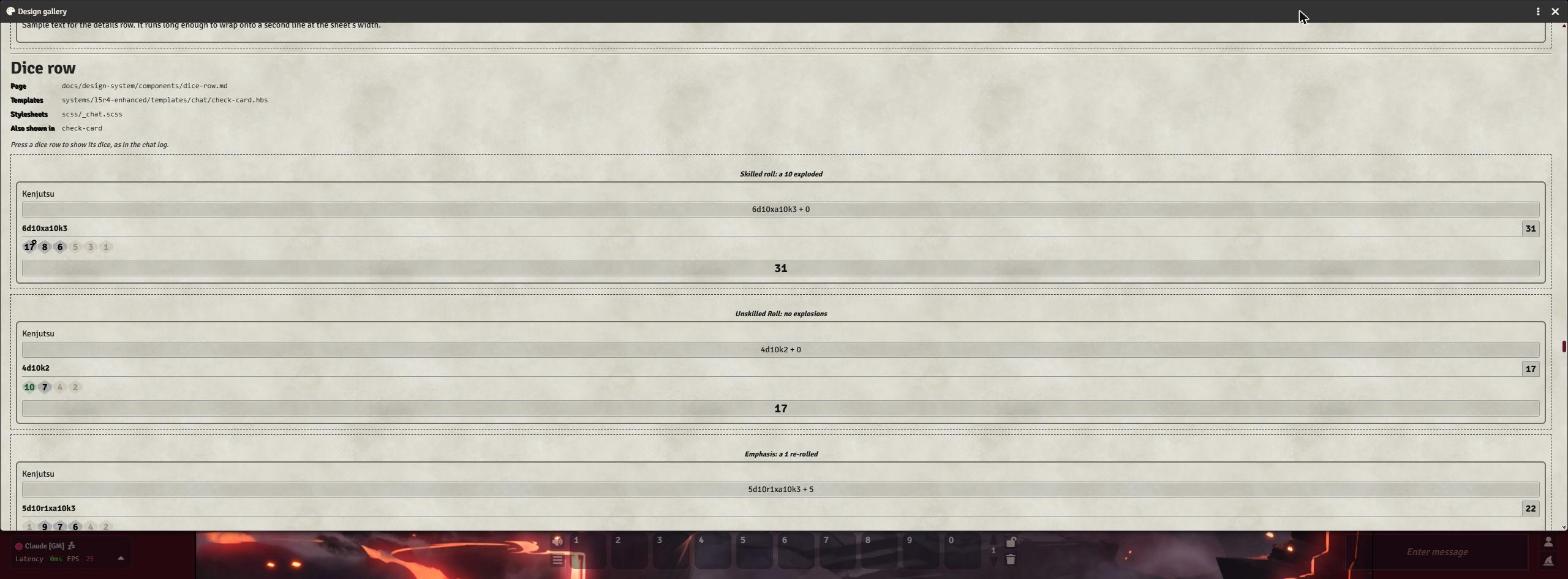 Design gallery
Sample text for the details row. It runs long enough to wrap onto a second line at the sheet's width.
Dice row
Page docs/design-system/components/dice-row.md
Templates systems/l5r4-enhanced/templates/chat/check-card.hbs
Stylesheets scss/_chat.scss
Also shown in check-card
Press a dice row to show its dice, as in the chat log.
Skilled roll: a 10 exploded
Kenjutsu
6d10xa10k3 + 0
6d10xa10k3 31
17 8 6 5 3 1
31
Unskilled Roll: no explosions
Kenjutsu
4d10k2 + 0
4d10k2 17
10 7 4 2
17
Emphasis: a 1 re-rolled
Kenjutsu
5d10r1xa10k3 + 5
5d10r1xa10k3 22
1 9 7 6 4 2
Claude [GM]
Latency 0ms FPS 25
1 2 3 4 5 6 7 8 9 0
1
Enter message